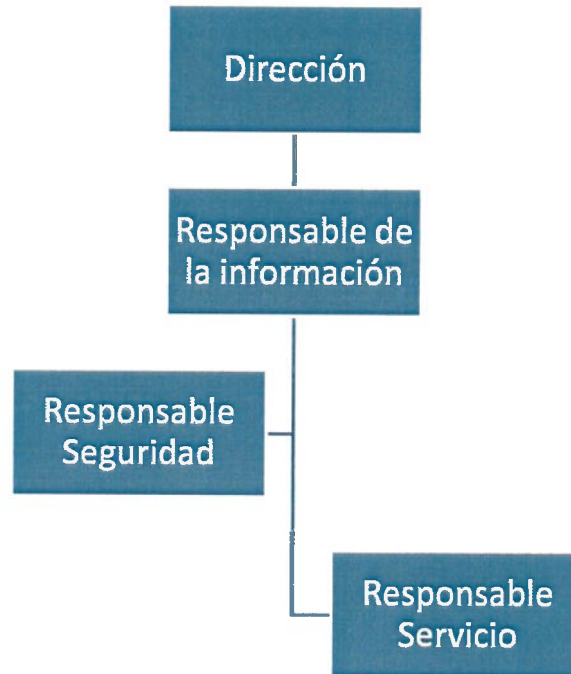 Dirección
Responsable de
la información
Responsable
Seguridad
Responsable
Servicio